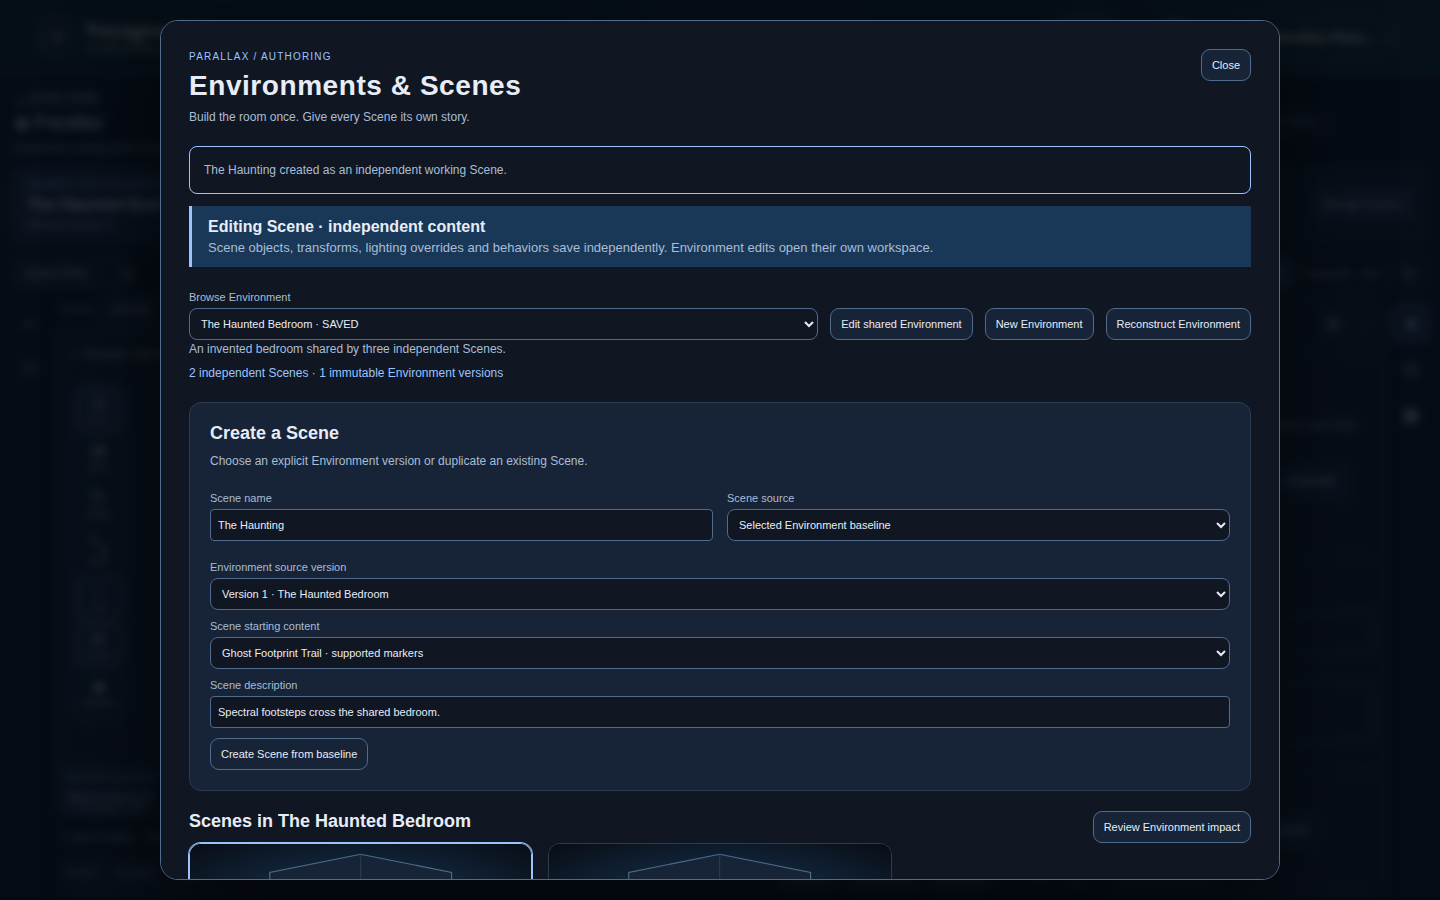 PARALLAX / AUTHORING
Close
Environments & Scenes
Build the room once. Give every Scene its own story.
The Haunting created as an independent working Scene.
Editing Scene · independent content
Scene objects, transforms, lighting overrides and behaviors save independently. Environment edits open their own workspace.
Browse Environment
The Haunted Bedroom · SAVED
Edit shared Environment
New Environment
Reconstruct Environment
An invented bedroom shared by three independent Scenes.
2 independent Scenes · 1 immutable Environment versions
Create a Scene
Choose an explicit Environment version or duplicate an existing Scene.
Scene name
Scene source
The Haunting
Selected Environment baseline
Environment source version
Version 1 · The Haunted Bedroom
Scene starting content
Ghost Footprint Trail · supported markers
Scene description
Spectral footsteps cross the shared bedroom.
Create Scene from baseline
Scenes in The Haunted Bedroom
Review Environment impact